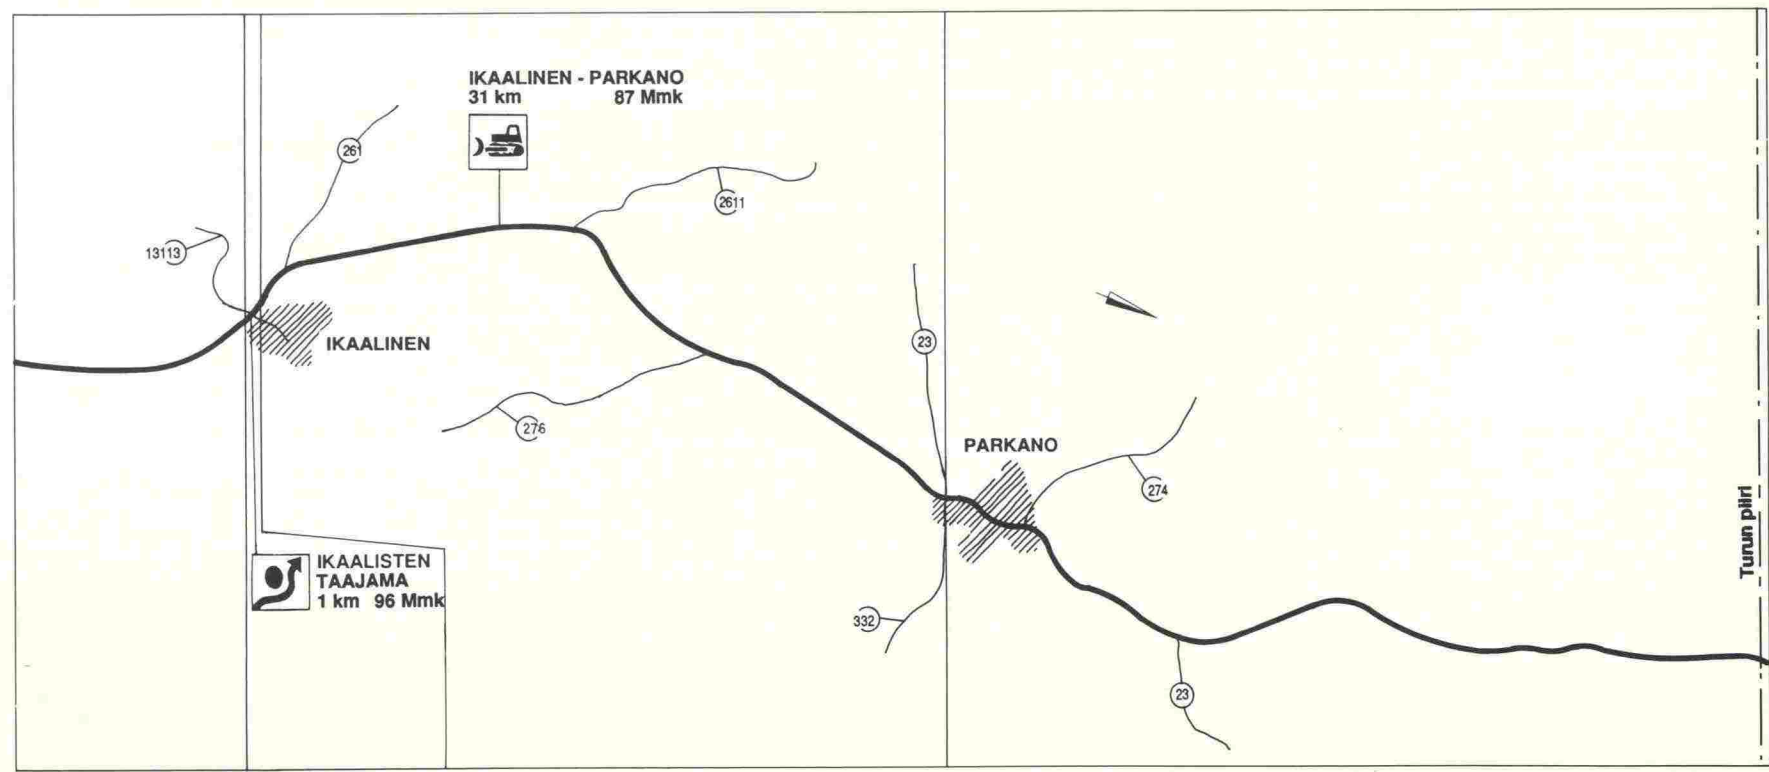 IKAALINEN - PARKANO
31 km 87 Mmk
261
2611
13113
IKAALINEN
23
276
PARKANO
274
Turun piiri
IKAALISTEN
TAAJAMA
1 km 96 Mmk
332
23